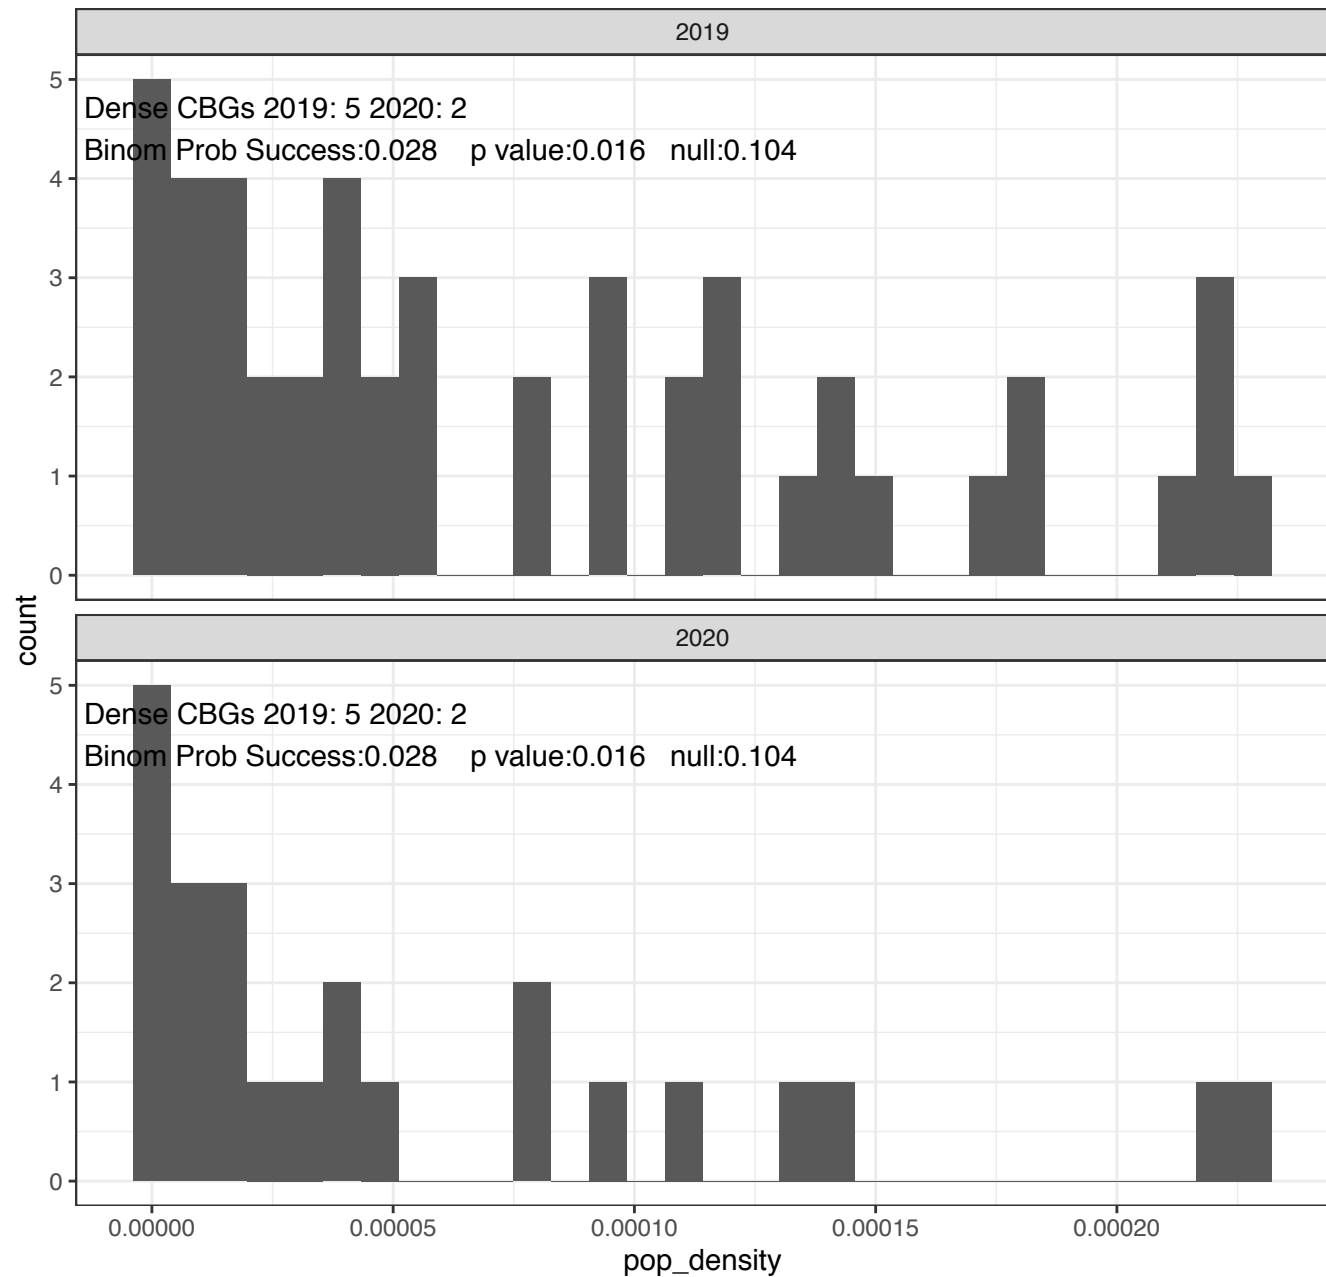 2019
5
Dense CBGs 2019: 5 2020: 2
Binom Prob Success:0.028 p value:0.016 null:0.104
4
3
2
1
0
count
2020
5
Dense CBGs 2019: 5 2020: 2
Binom Prob Success:0.028 p value:0.016 null:0.104
4
3
2
1
0
0.00000 0.00005 0.00010 0.00015 0.00020
pop_density